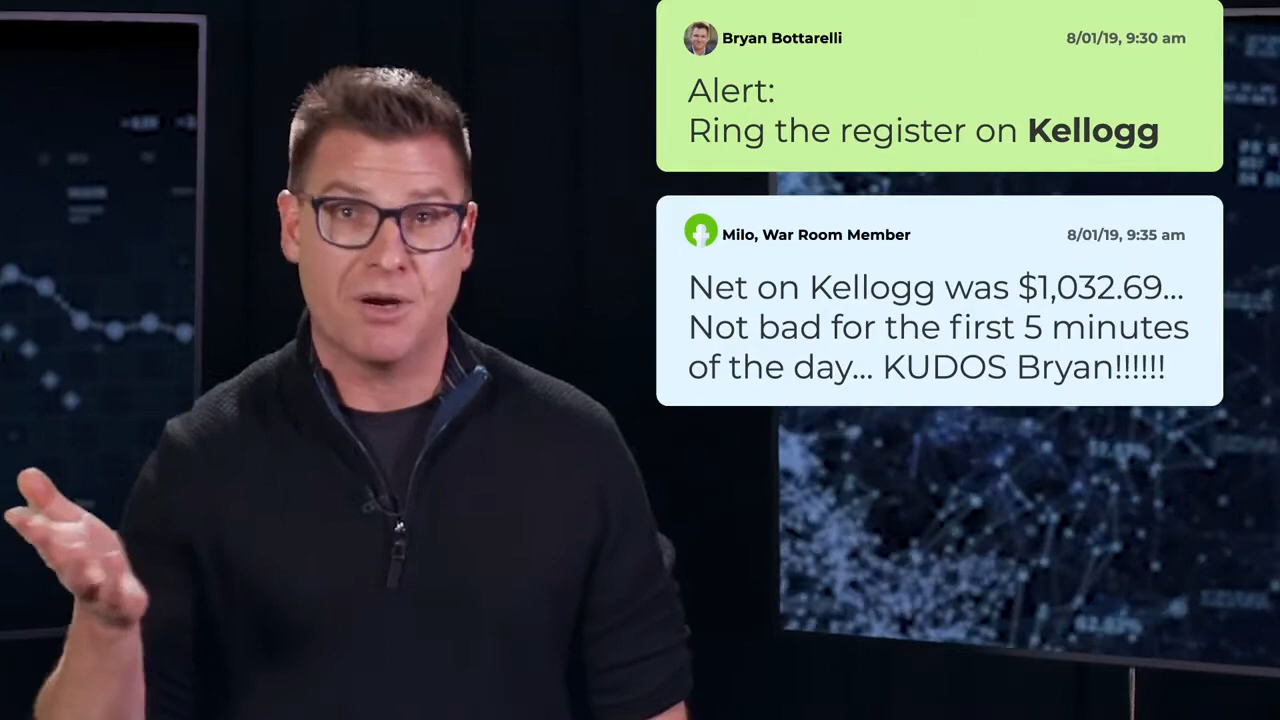 Bryan Bottarelli 8/01/19, 9:30 am
Alert:
Ring the register on Kellogg
Milo, War Room Member 8/01/19, 9:35 am
Net on Kellogg was $1,032.69...
Not bad for the first 5 minutes
of the day... KUDOS Bryan!!!!!!